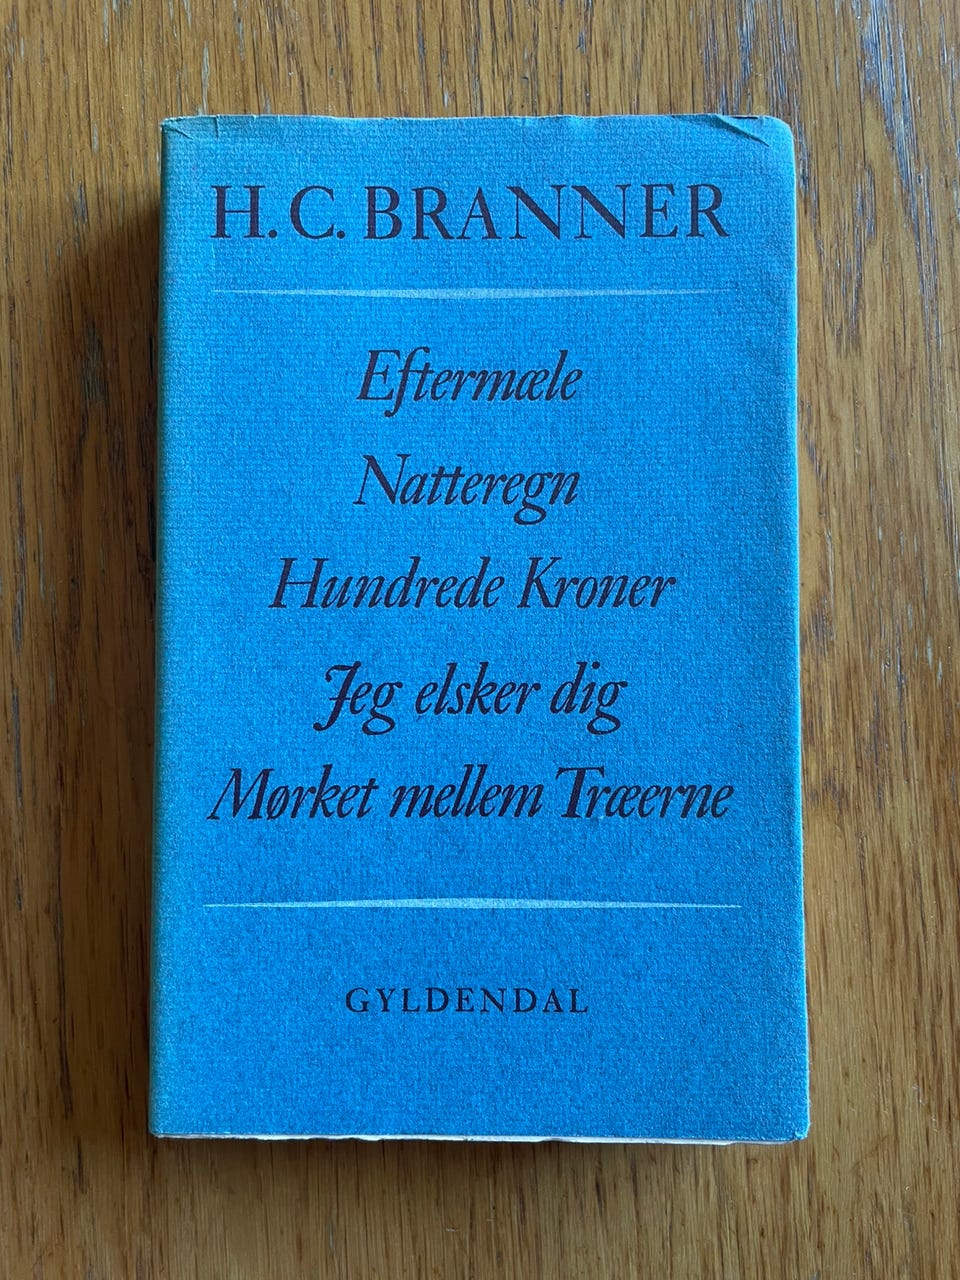 H. C. BRANNER
Eftermæle
Natteregn
Hundrede Kroner
Jeg elsker dig
Mørket mellem Træerne
GYLDENDAL